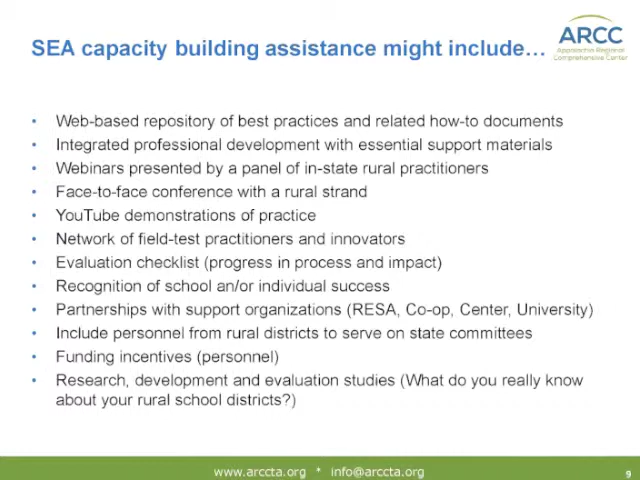 SEA capacity building assistance might include…
ARCC
Appalachia Regional
Comprehensive Center
• Web-based repository of best practices and related how-to documents
• Integrated professional development with essential support materials
• Webinars presented by a panel of in-state rural practitioners
• Face-to-face conference with a rural strand
• YouTube demonstrations of practice
• Network of field-test practitioners and innovators
• Evaluation checklist (progress in process and impact)
• Recognition of school an/or individual success
• Partnerships with support organizations (RESA, Co-op, Center, University)
• Include personnel from rural districts to serve on state committees
• Funding incentives (personnel)
• Research, development and evaluation studies (What do you really know
about your rural school districts?)
www.arccta.org * info@arccta.org
9